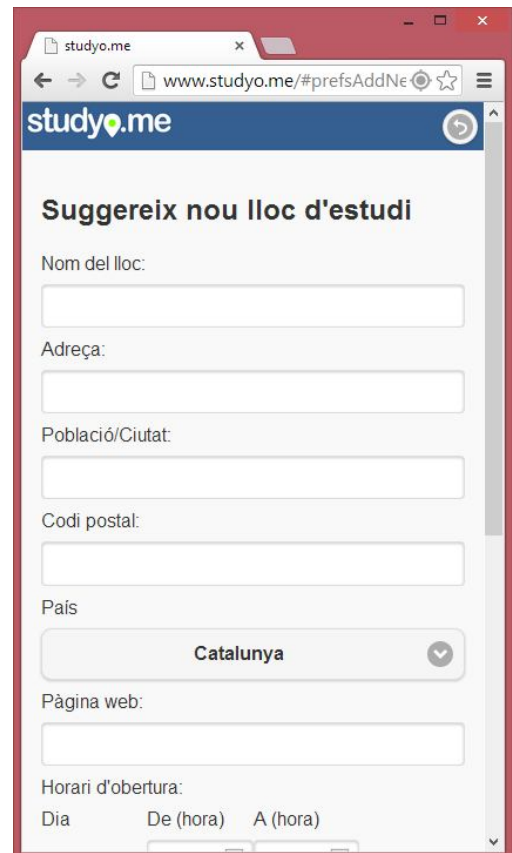 studyo.me
www.studyo.me/#prefsAddNe
studyo.me
Suggereix nou lloc d'estudi
Nom del lloc:
Adreça:
Població/Ciutat:
Codi postal:
País
Catalunya
Pàgina web:
Horari d'obertura:
Dia De (hora) A (hora)